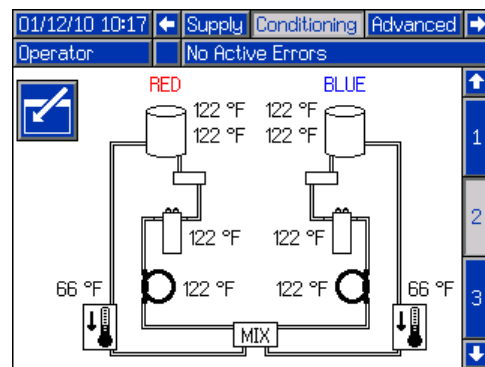 01/12/10 10:17 Supply Conditioning Advanced
Operator No Active Errors
RED BLUE
122 °F 122 °F
122 °F 122 °F
1
122 °F 122 °F
2
66 °F 122 °F 122 °F 66 °F
3
MIX